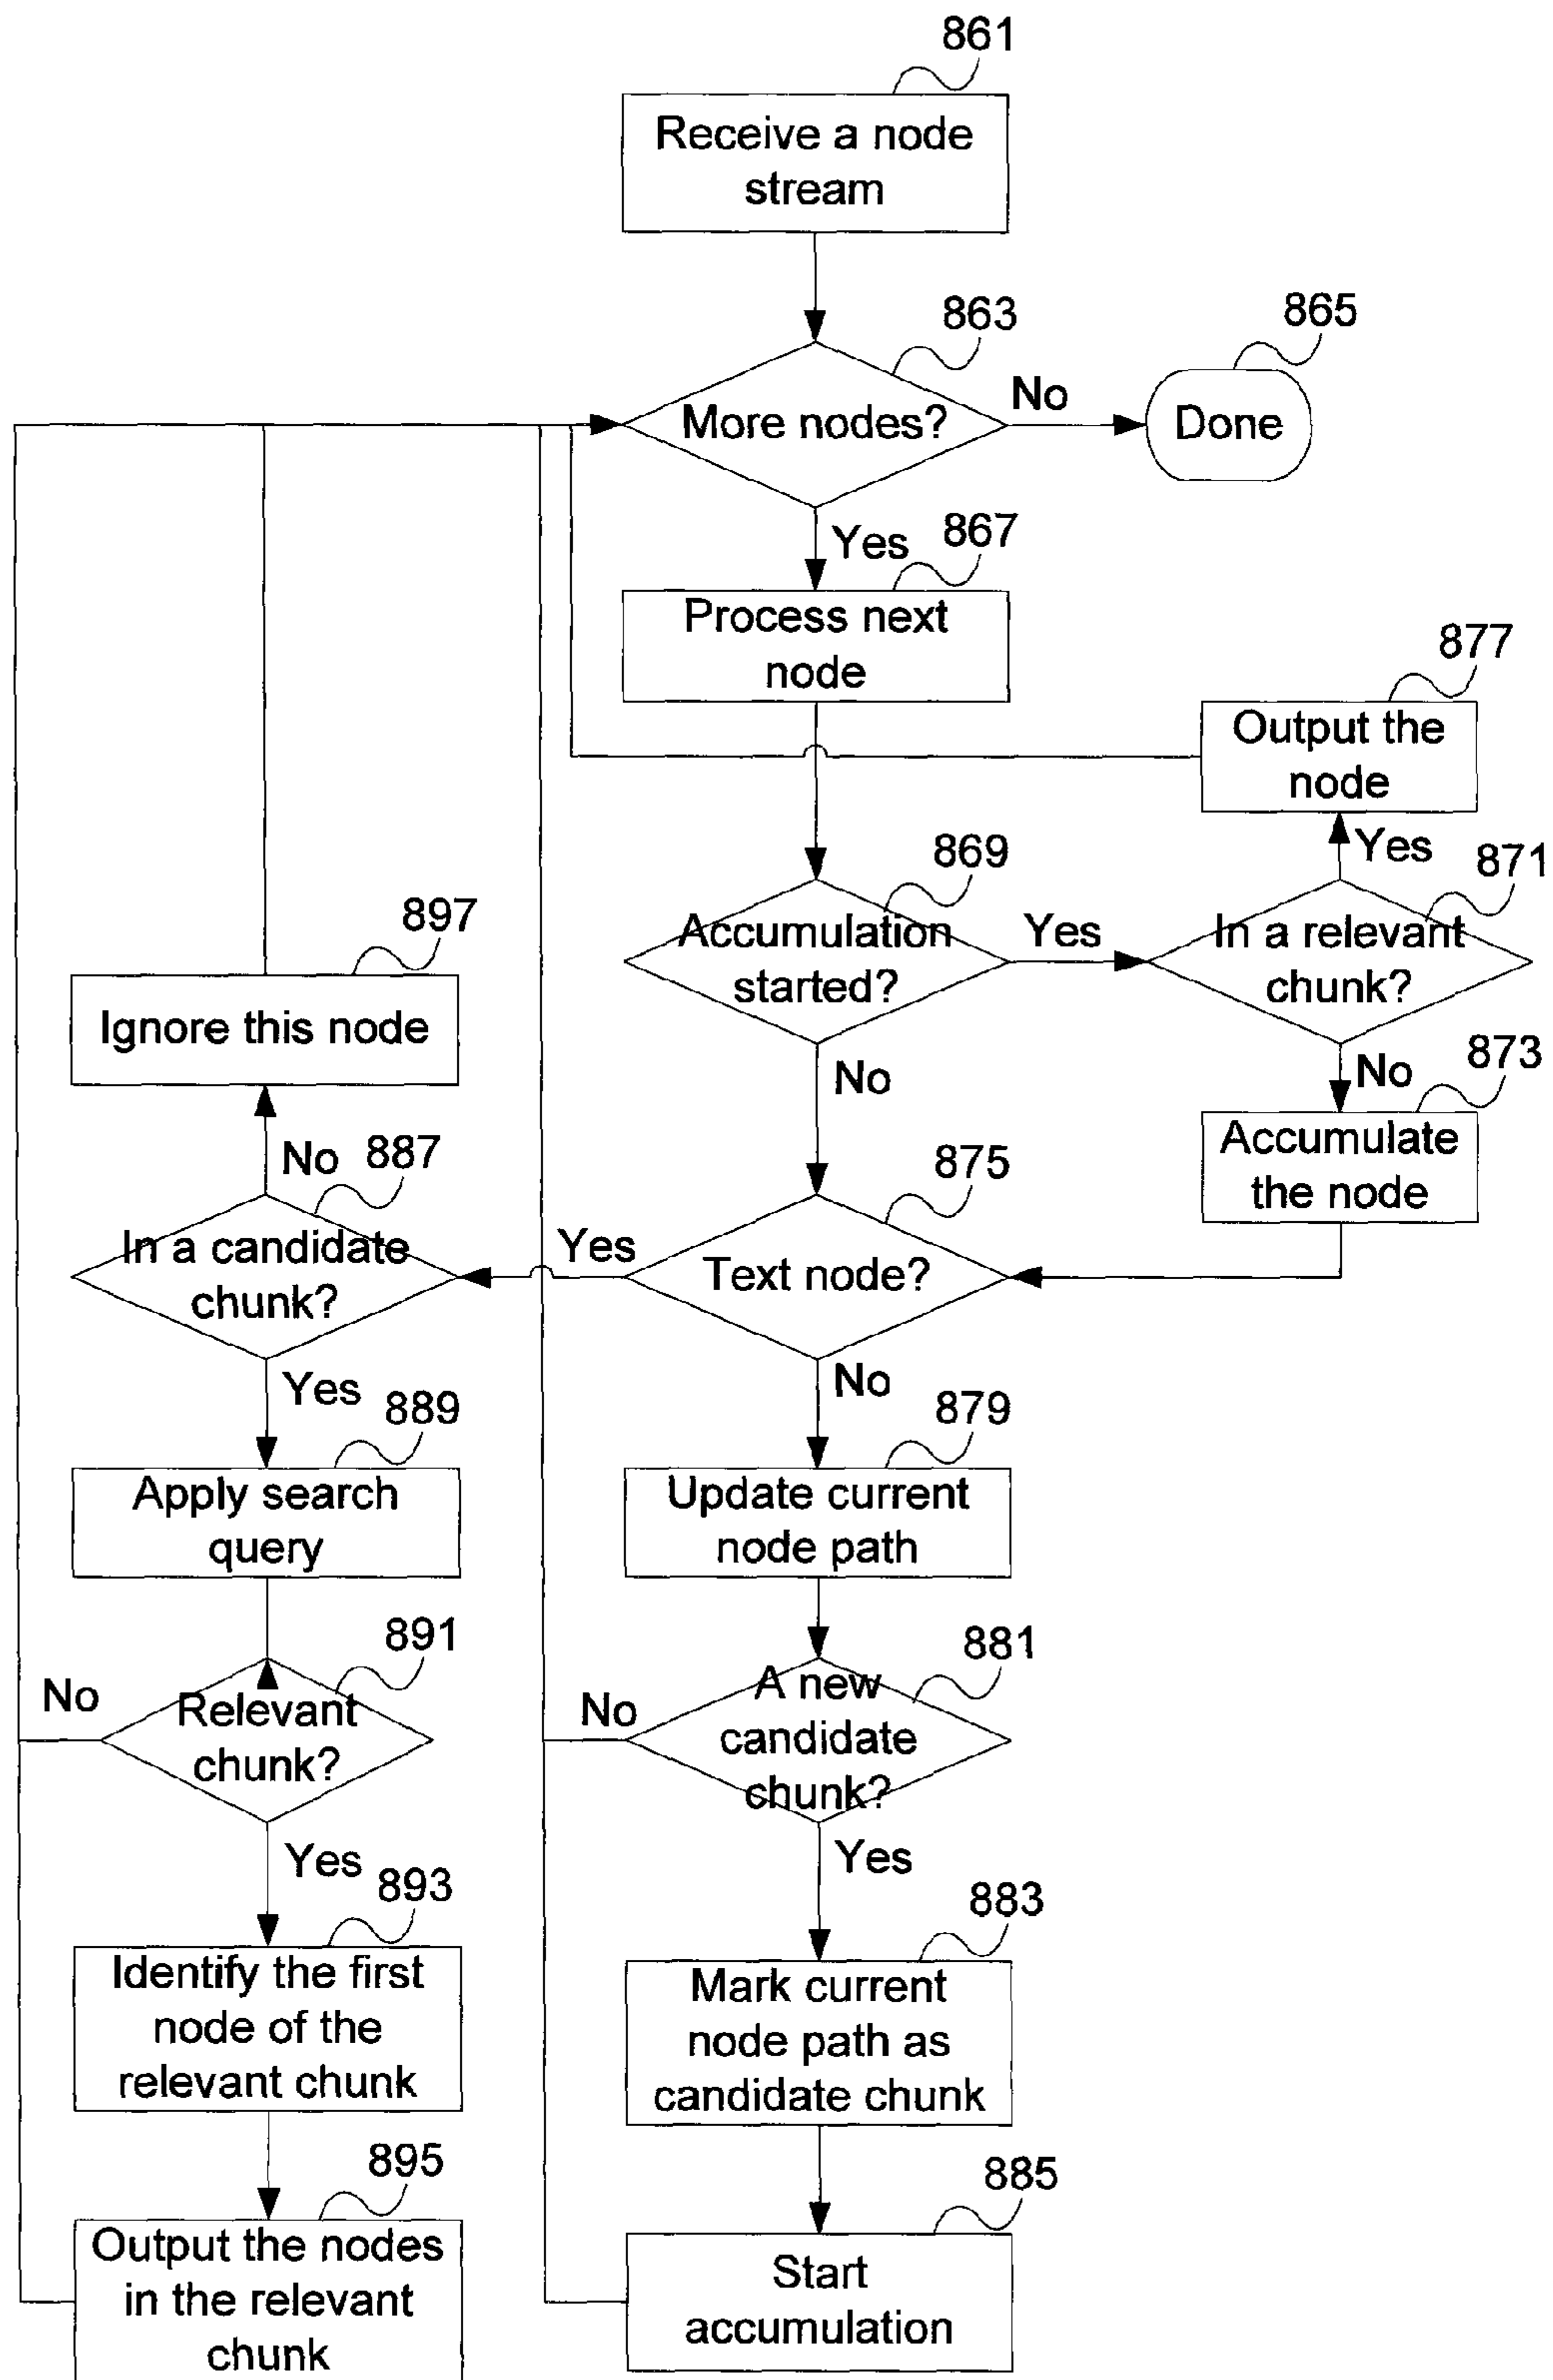 861
Receive a node
stream
863
865
More nodes?
No
Done
Yes
867
Process next
node
877
Output the
node
Yes
869
871
Accumulation
started?
Yes
In a relevant
chunk?
897
Ignore this node
No
No
873
Accumulate
the node
No
887
875
In a candidate
chunk?
Yes
Text node?
Yes
889
No
879
Apply search
query
Update current
node path
891
881
No
Relevant
chunk?
No
A new
candidate
chunk?
Yes
893
Yes
883
Identify the first
node of the
relevant chunk
Mark current
node path as
candidate chunk
895
885
Output the nodes
in the relevant
chunk
Start
accumulation